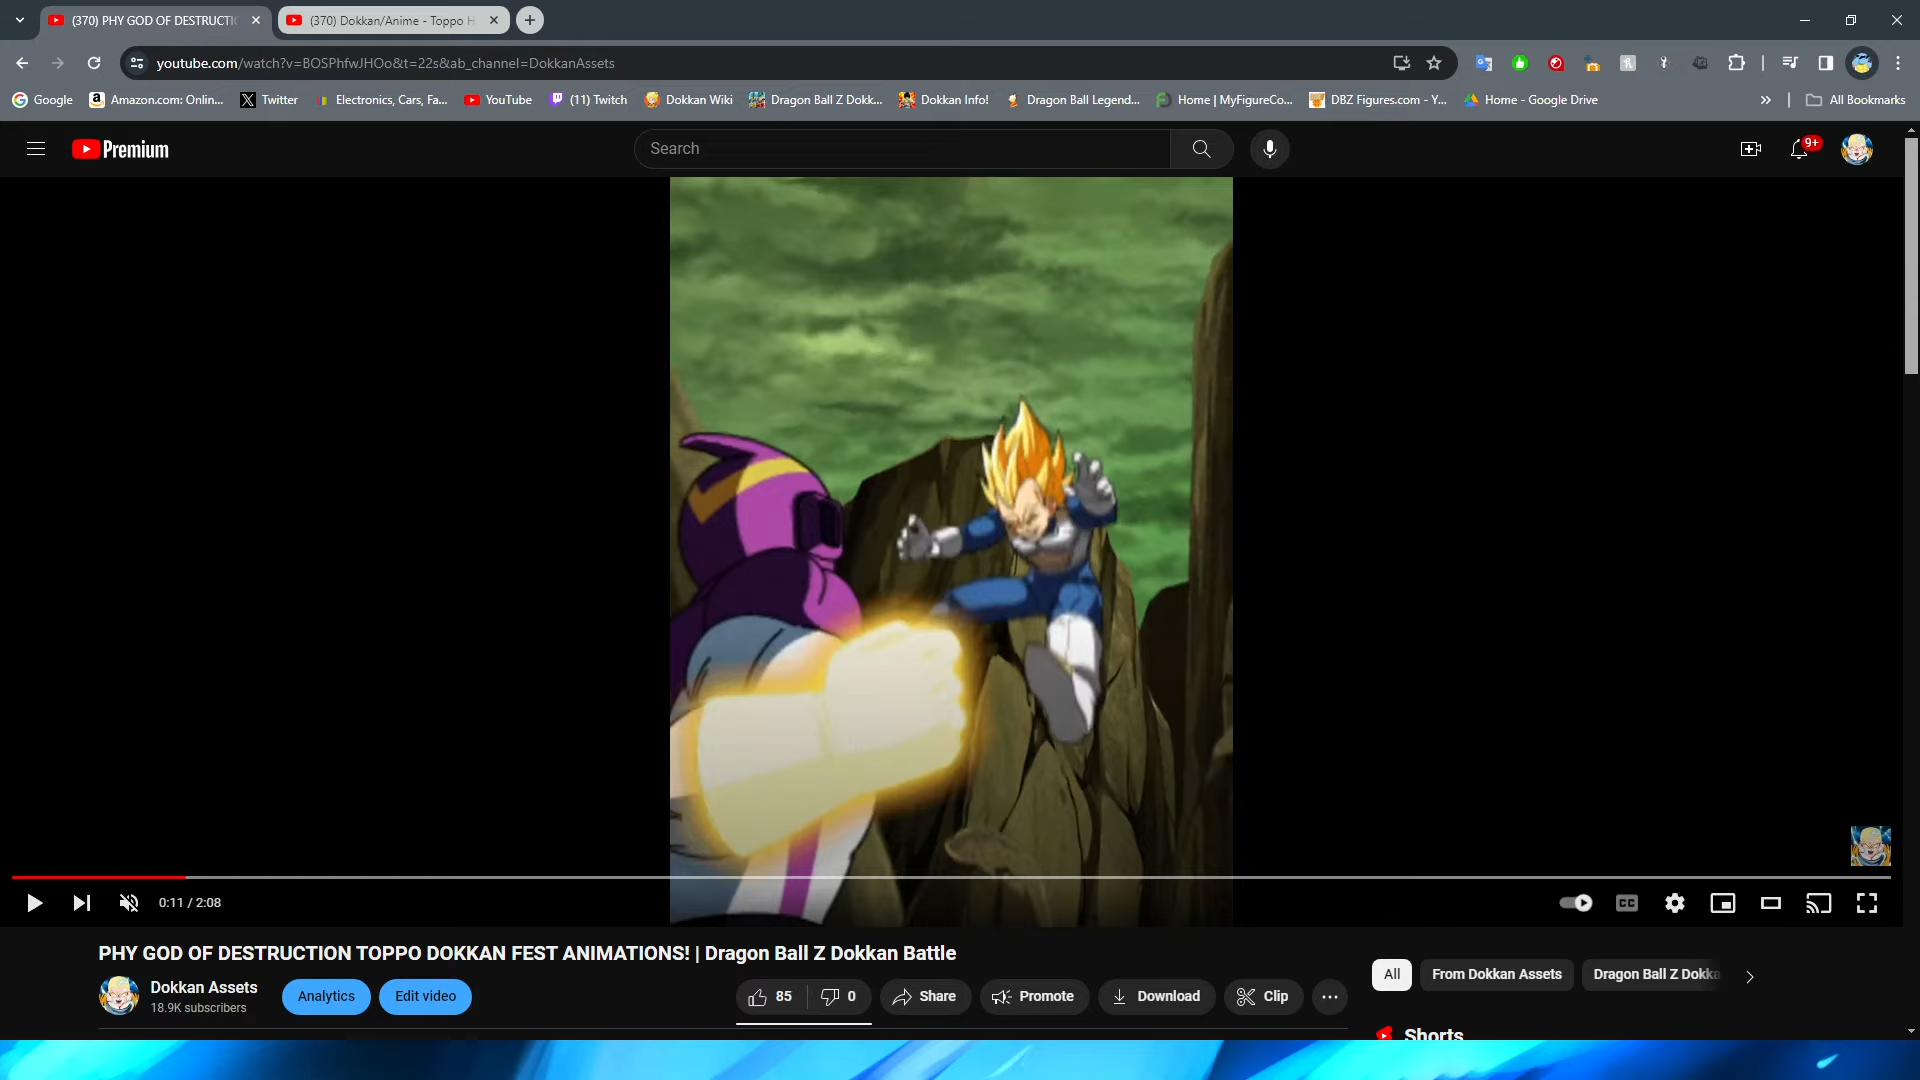 (370) PHY GOD OF DESTRUCTI
(370) Dokkan/Anime - Toppo H
youtube.com/watch?v=BOSPhfwJHOo&t=22s&ab_channel=DokkanAssets
Google
Amazon.com: Onlin...
Twitter
Electronics, Cars, Fa...
YouTube
(11) Twitch
Dokkan Wiki
Dragon Ball Z Dokk...
Dokkan Info!
Dragon Ball Legend...
Home | MyFigureCo...
DBZ Figures.com - Y...
Home - Google Drive
All Bookmarks
Premium
Search
9+
0:11 / 2:08
CC
PHY GOD OF DESTRUCTION TOPPO DOKKAN FEST ANIMATIONS! | Dragon Ball Z Dokkan Battle
Dokkan Assets
18.9K subscribers
Analytics
Edit video
85
0
Share
Promote
Download
Clip
All
From Dokkan Assets
Dragon Ball Z Dokka
Shorts